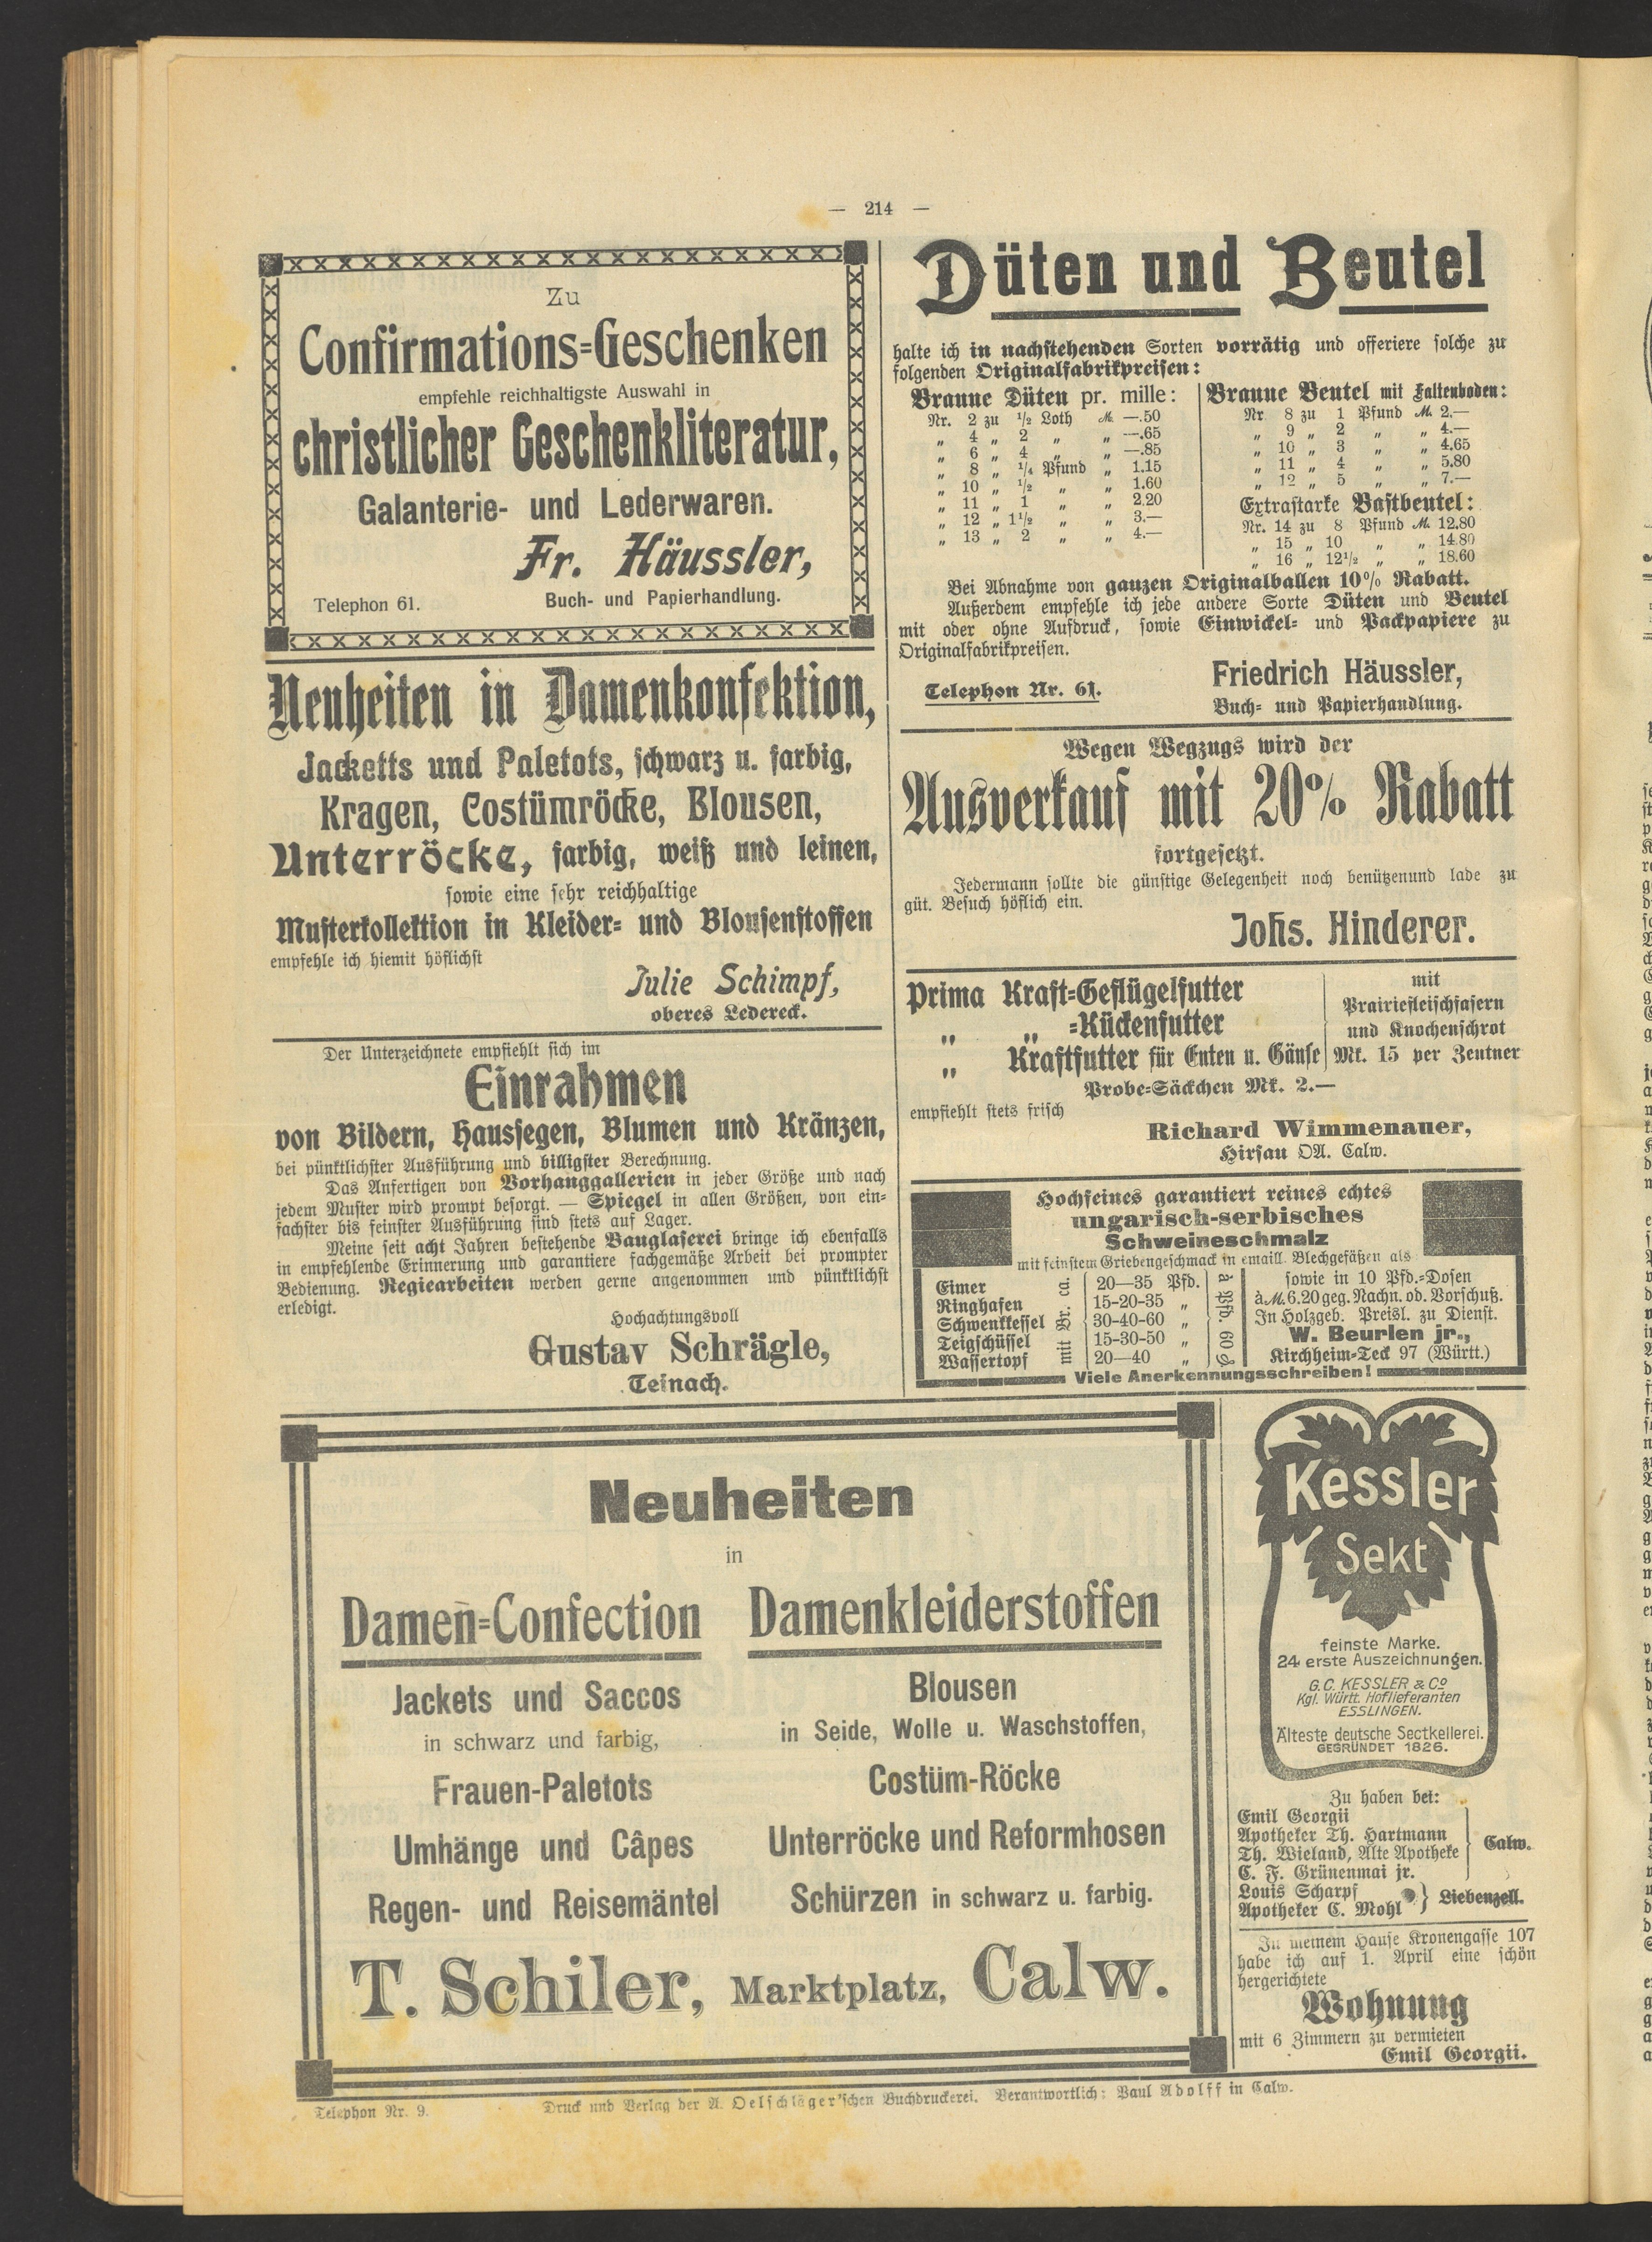 — 214 —
Zu
Confirmations=Geschenken
empfehle reichhaltigste Auswahl in
christlicher Geschenkliteratur,
Galanterie- und Lederwaren.
Fr. Häussler,
Telephon 61. Buch- und Papierhandlung.
Neuheiten in Damenkonfektion,
Jacketts und Paletots, schwarz u. farbig,
Kragen, Costümröcke, Blousen,
Unterröcke, farbig, weiß und leinen,
sowie eine sehr reichhaltige
Musterkollektion in Kleider= und Blousenstoffen
empfehle ich hiemit höflichst
Julie Schimpf,
oberes Ledereck.
Der Unterzeichnete empfiehlt sich im
Einrahmen
von Bildern, Haussegen, Blumen und Kränzen,
bei pünktlichster Ausführung und billigster Berechnung.
Das Anfertigen von Vorhanggallerien in jeder Größe und nach
jedem Muster wird prompt besorgt. — Spiegel in allen Größen, von ein=
fachster bis feinster Ausführung sind stets auf Lager.
Meine seit acht Jahren bestehende Bauglaserei bringe ich ebenfalls
in empfehlende Erinnerung und garantiere fachgemäße Arbeit bei prompter
Bedienung. Regiearbeiten werden gerne angenommen und pünktlichst
erledigt.
Hochachtungsvoll
Gustav Schrägle,
Teinach.
Düten und Beutel
halte ich in nachstehenden Sorten vorrätig und offeriere solche zu
folgenden Originalfabrikpreisen:
Braune Düten pr. mille:
Nr. 2 zu ½ Loth M. —.50
„ 4 „ 2 „ „ —.65
„ 6 „ 4 „ „ —.85
„ 8 „ ¼ Pfund „ 1.15
„ 10 „ ½ „ „ 1.60
„ 11 „ 1 „ „ 2.20
„ 12 „ 1½ „ „ 3.—
„ 13 „ 2 „ „ 4.—
Braune Beutel mit Faltenboden:
Nr. 8 zu 1 Pfund M. 2.—
„ 9 „ 2 „ „ 4.—
„ 10 „ 3 „ „ 4.65
„ 11 „ 4 „ „ 5.80
„ 12 „ 5 „ „ 7.—
Extrastarke Bastbeutel:
Nr. 14 zu 8 Pfund M. 12.80
„ 15 „ 10 „ „ 14.80
„ 16 „ 12½ „ „ 18.60
Bei Abnahme von ganzen Originalballen 10% Rabatt.
Außerdem empfehle ich jede andere Sorte Düten und Beutel
mit oder ohne Aufdruck, sowie Einwickel= und Packpapiere zu
Originalfabrikpreisen.
Friedrich Häussler,
Telephon Nr. 61.
Buch= und Papierhandlung.
Wegen Wegzugs wird der
Ausverkauf mit 20% Rabatt
fortgesetzt.
Jedermann sollte die günstige Gelegenheit noch benützenund lade zu
güt. Besuch höflich ein.
Johs. Hinderer.
Prima Kraft=Geflügelfutter
„ „ =Kückenfutter
„ Kraftfutter für Enten u. Gänse
mit
Prairiefleischfasern
und Knochenschrot
Mk. 15 per Zentner
Probe=Säckchen Mk. 2.—
empfiehlt stets frisch
Richard Wimmenauer,
Hirsau OA. Calw.
Hochfeines garantiert reines echtes
ungarisch-serbisches
Schweineschmalz
mit feinstem Griebengeschmack in emaill. Blechgefäßen als
Eimer
Ringhafen
Schwenkkessel
Teigschüssel
Wassertopf
mit Br. ca.
20—35 Pfd.
15-20-35 „
30-40-60 „
15-30-50 „
20—40 „
a Pfd. 60 ₰
sowie in 10 Pfd.=Dosen
à M. 6.20 geg. Nachn. od. Vorschuß.
In Holzgeb. Preisl. zu Dienst.
W. Beurlen jr.,
Kirchheim=Teck 97 (Württ.)
Viele Anerkennungsschreiben!
Neuheiten
in
Damen=Confection
Jackets und Saccos
in schwarz und farbig,
Frauen-Paletots
Umhänge und Câpes
Regen- und Reisemäntel
Damenkleiderstoffen
Blousen
in Seide, Wolle u. Waschstoffen,
Costüm-Röcke
Unterröcke und Reformhosen
Schürzen in schwarz u. farbig.
T. Schiler, Marktplatz, Calw.
Kessler
Sekt
feinste Marke.
24 erste Auszeichnungen.
G. C. KESSLER & Co
Kgl. Württ. Hoflieferanten
ESSLINGEN.
Älteste deutsche Sectkellerei.
GEGRÜNDET 1826.
Zu haben bei:
Emil Georgii
Apotheker Th. Hartmann
Th. Wieland, Alte Apotheke
C. F. Grünenmai jr.
Calw.
Louis Scharpf
Apotheker C. Mohl
Liebenzell.
In meinem Hause Kronengasse 107
habe ich auf 1. April eine schön
hergerichtete
Wohnung
mit 6 Zimmern zu vermieten
Emil Georgii.
Telephon Nr. 9. Druck und Verlag der A. Oelschläger'schen Buchdruckerei. Verantwortlich: Paul Adolff in Calw.